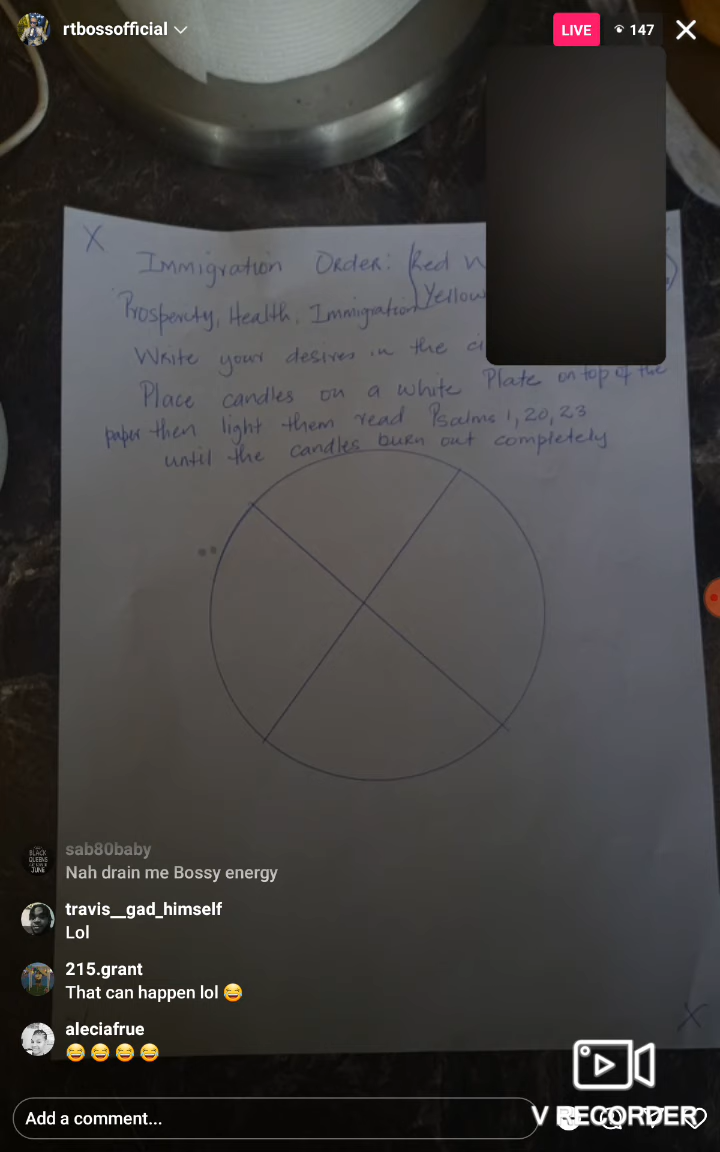 rtbossofficial
LIVE
147
X
Immigration Order: (Red
Prosperity, Health, Immigration Yellow
Write your desires in the
Place candles on a white Plate on top of the
paper then light them read Psalms 1, 20, 23
until the candles burn out completely
sab80baby
Nah drain me Bossy energy
travis__gad_himself
Lol
215.grant
That can happen lol 😂
aleciafrue
😂 😂 😂 😂
X
Add a comment...
V RECORDER